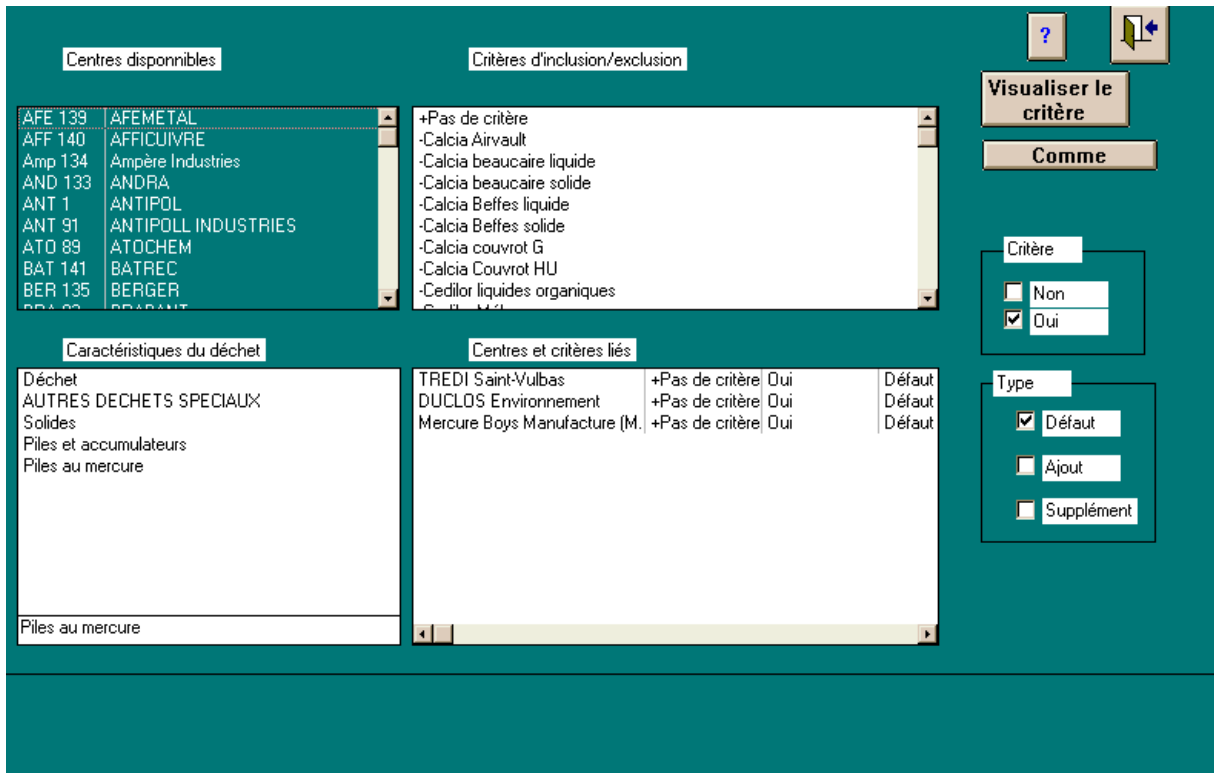 ?
Centres disponnibles
Critères d'inclusion/exclusion
Visualiser le
critère
Comme
AFE 139 AFEMETAL
AFF 140 AFFICUIVRE
Amp 134 Ampère Industries
AND 133 ANDRA
ANT 1 ANTIPOL
ANT 91 ANTIPOLL INDUSTRIES
ATO 89 ATOCHEM
BAT 141 BATREC
BER 135 BERGER
+Pas de critère
-Calcia Airvault
-Calcia beaucaire liquide
-Calcia beaucaire solide
-Calcia Beffes liquide
-Calcia Beffes solide
-Calcia couvrot G
-Calcia Couvrot HU
-Cedilor liquides organiques
Critère
Non
Oui
Caractéristiques du déchet
Déchet
AUTRES DECHETS SPECIAUX
Solides
Piles et accumulateurs
Piles au mercure
Piles au mercure
Centres et critères liés
TREDI Saint-Vulbas +Pas de critère Oui Défaut
DUCLOS Environnement +Pas de critère Oui Défaut
Mercure Boys Manufacture (M. +Pas de critère Oui Défaut
Type
Défaut
Ajout
Supplément